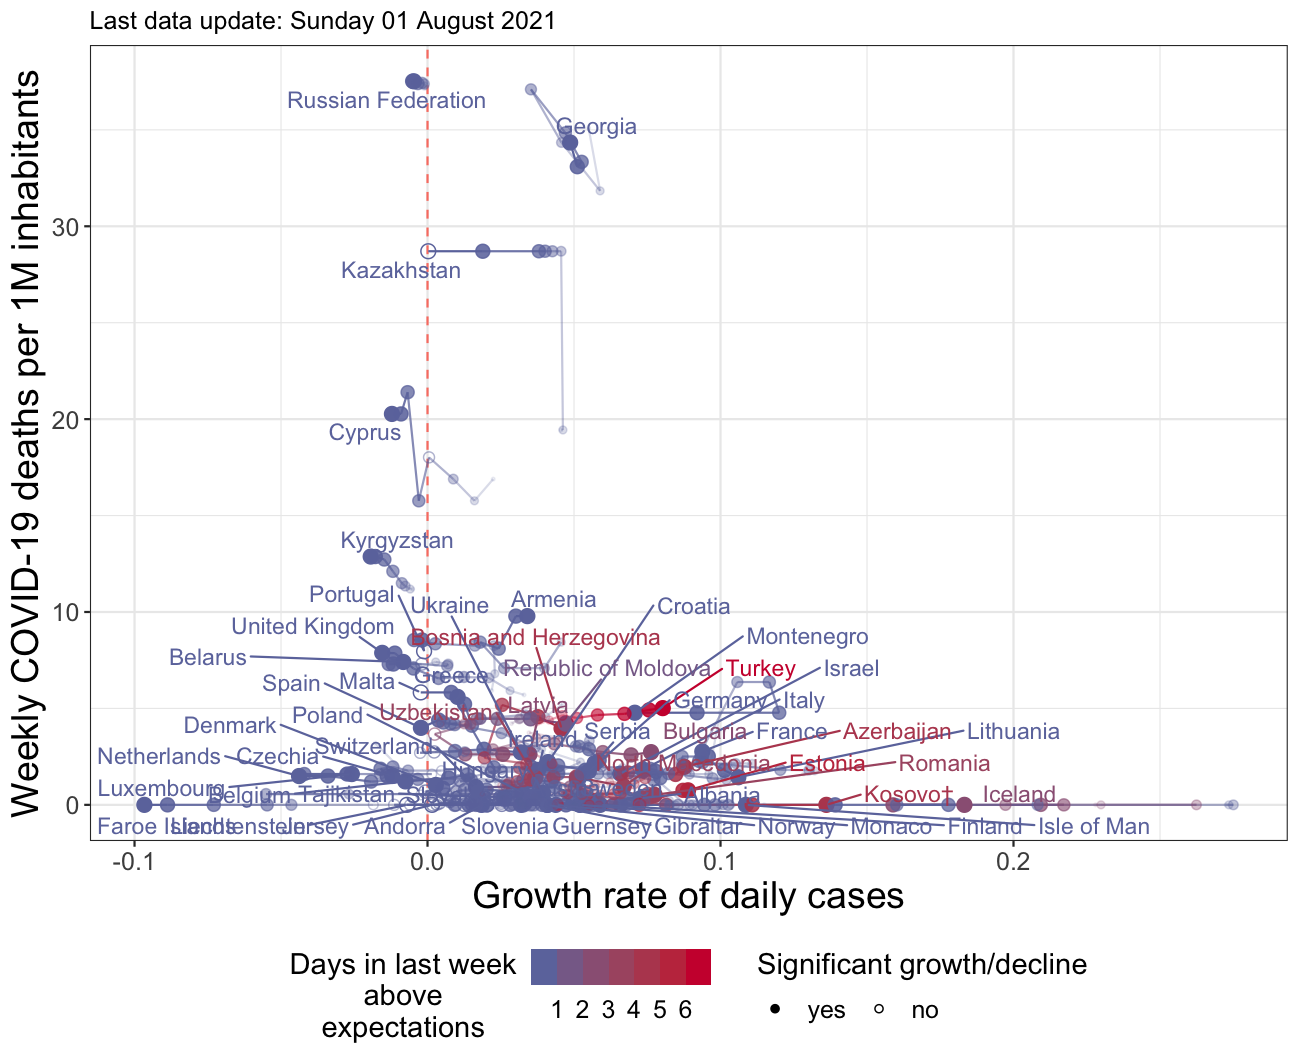 Last data update: Sunday 01 August 2021
Weekly COVID-19 deaths per 1M inhabitants
Russian Federation
Georgia
30
Kazakhstan
20
Cyprus
Kyrgyzstan
Portugal
Ukraine
Armenia
Croatia
10
United Kingdom
Bosnia and Herzegovina
Montenegro
Belarus
Greece
Republic of Moldova
Turkey
Israel
Spain
Malta
Germany
Italy
Uzbekistan
Latvia
Denmark
Poland
Serbia
Bulgaria
France
Azerbaijan
Lithuania
Netherlands
Czechia
Switzerland
Ireland
North Macedonia
Estonia
Romania
Luxembourg
Belgium
Tajikistan
Hungary
Sweden
Albania
Kosovo†
Iceland
0
Faroe Islands
Liechtenstein
Jersey
Andorra
Slovenia
Guernsey
Gibraltar
Norway
Monaco
Finland
Isle of Man
-0.1 0.0 0.1 0.2
Growth rate of daily cases
Days in last week
above
expectations
1 2 3 4 5 6
Significant growth/decline
yes no